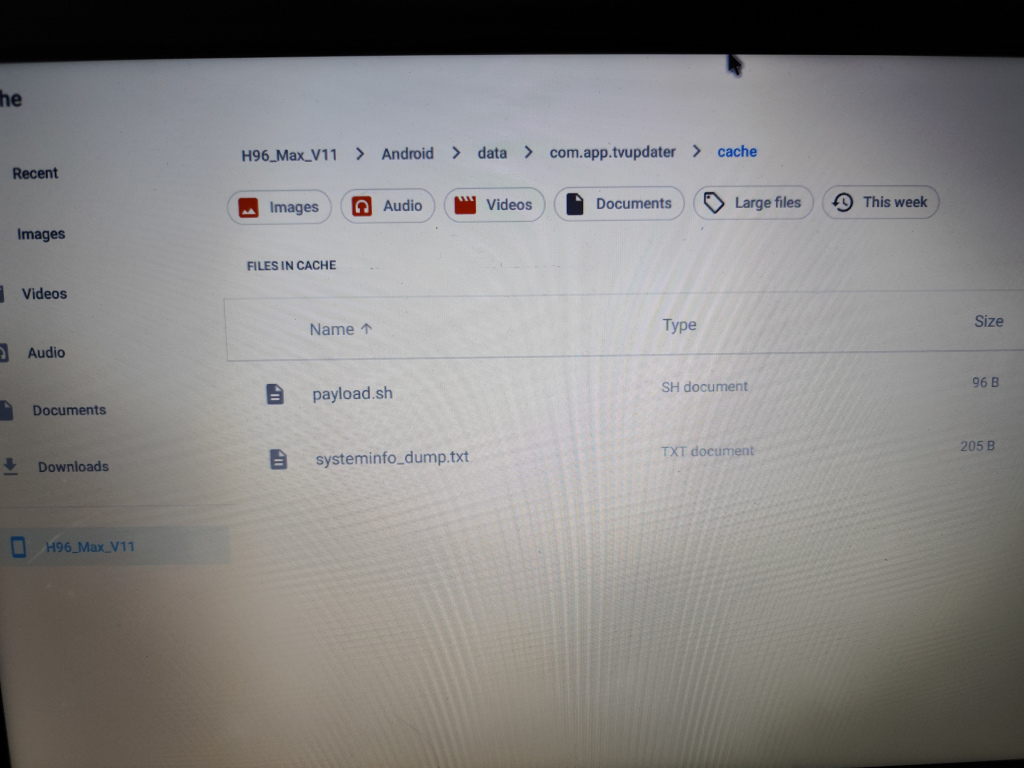 he
H96_Max_V11 > Android > data > com.app.tvupdater > cache
Recent
Images Audio Videos Documents Large files This week
Images
FILES IN CACHE
Videos
Name ↑ Type Size
Audio
payload.sh SH document 96 B
Documents
systeminfo_dump.txt TXT document 205 B
Downloads
H96_Max_V11